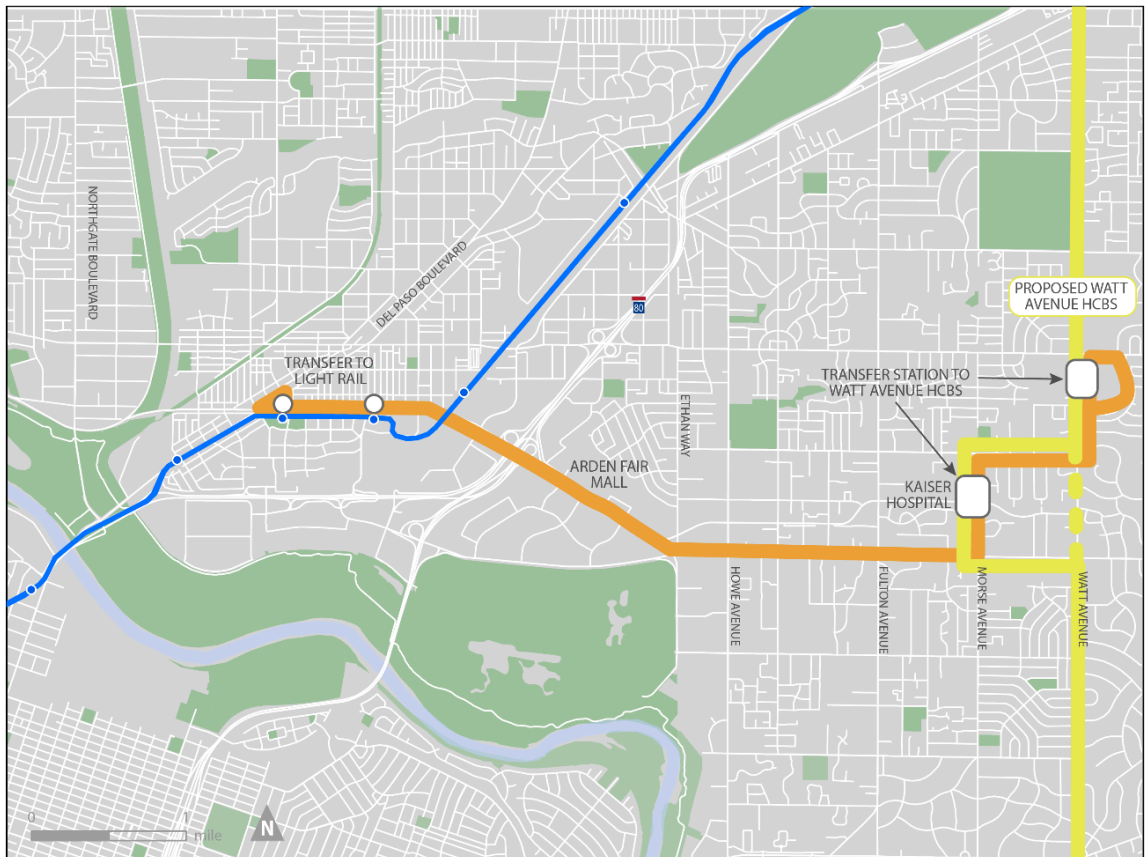 NORTHGATE BOULEVARD
DEL PASO BOULEVARD
80
PROPOSED WATT
AVENUE HCBS
TRANSFER TO
LIGHT RAIL
TRANSFER STATION TO
WATT AVENUE HCBS
ETHAN WAY
ARDEN FAIR
MALL
KAISER
HOSPITAL
HOWE AVENUE
FULTON AVENUE
MORSE AVENUE
WATT AVENUE
0 1
mile
N